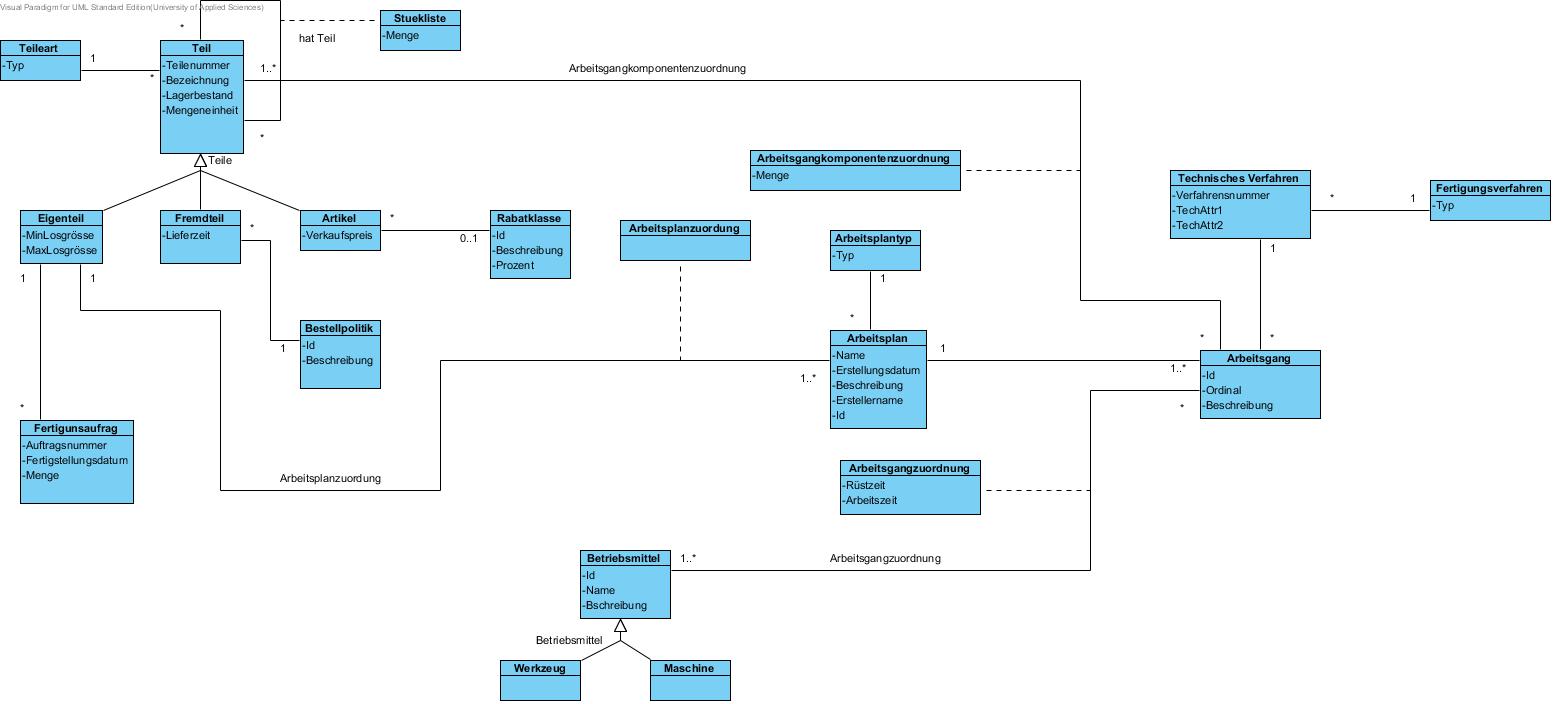 Visual Paradigm for UML Standard Edition(University of Applied Sciences)
*
Stuekliste
-Menge
hat Teil
Teileart
-Typ
1
*
Teil
-Teilenummer
-Bezeichnung
-Lagerbestand
-Mengeneinheit
1..*
*
Arbeitsgangkomponentenzuordnung
Teile
Arbeitsgangkomponentenzuordnung
-Menge
Technisches Verfahren
-Verfahrensnummer
-TechAttr1
-TechAttr2
*
1
Fertigungsverfahren
-Typ
Eigenteil
-MinLosgrösse
-MaxLosgrösse
Fremdteil
-Lieferzeit
*
Artikel
-Verkaufspreis
*
0..1
Rabatklasse
-Id
-Beschreibung
-Prozent
Arbeitsplanzuordung
Arbeitsplantyp
-Typ
1
*
1
*
1
1
1
Bestellpolitik
-Id
-Beschreibung
Arbeitsplan
-Name
-Erstellungsdatum
-Beschreibung
-Erstellername
-Id
1..*
1
1..*
*
*
Arbeitsgang
-Id
-Ordinal
-Beschreibung
*
Fertigunsaufrag
-Auftragsnummer
-Fertigstellungsdatum
-Menge
Arbeitsplanzuordung
Arbeitsgangzuordnung
-Rüstzeit
-Arbeitszeit
Betriebsmittel
-Id
-Name
-Bschreibung
1..*
Arbeitsgangzuordnung
Betriebsmittel
Werkzeug
Maschine